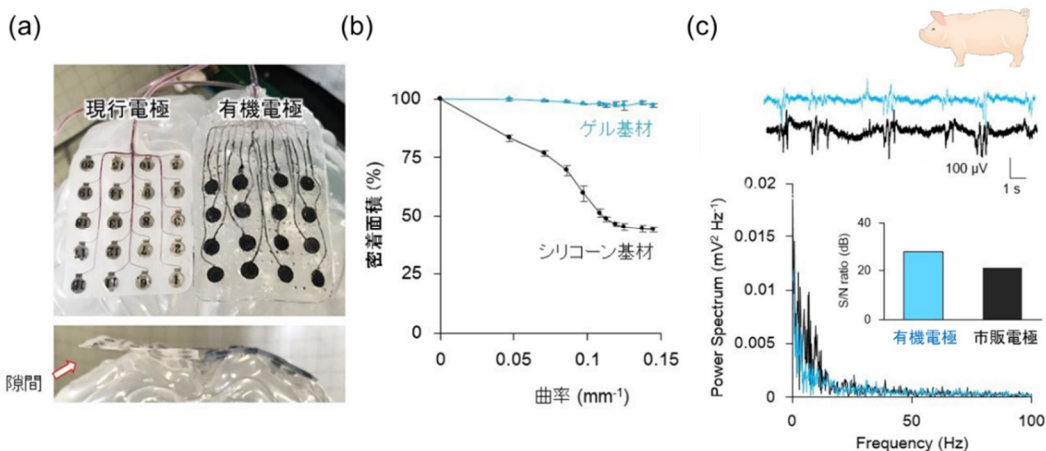 (a)
現行電極
有機電極
隙間
(b)
100
75
50
25
0
密着面積 (%)
ゲル基材
シリコーン基材
0
0.05
0.10
0.15
曲率 (mm-1)
(c)
100 μV
1 s
0.02
0.015
0.01
0.005
0
Power Spectrum (mV2 Hz-1)
S/N ratio (dB)
40
20
0
有機電極
市販電極
0
50
100
Frequency (Hz)